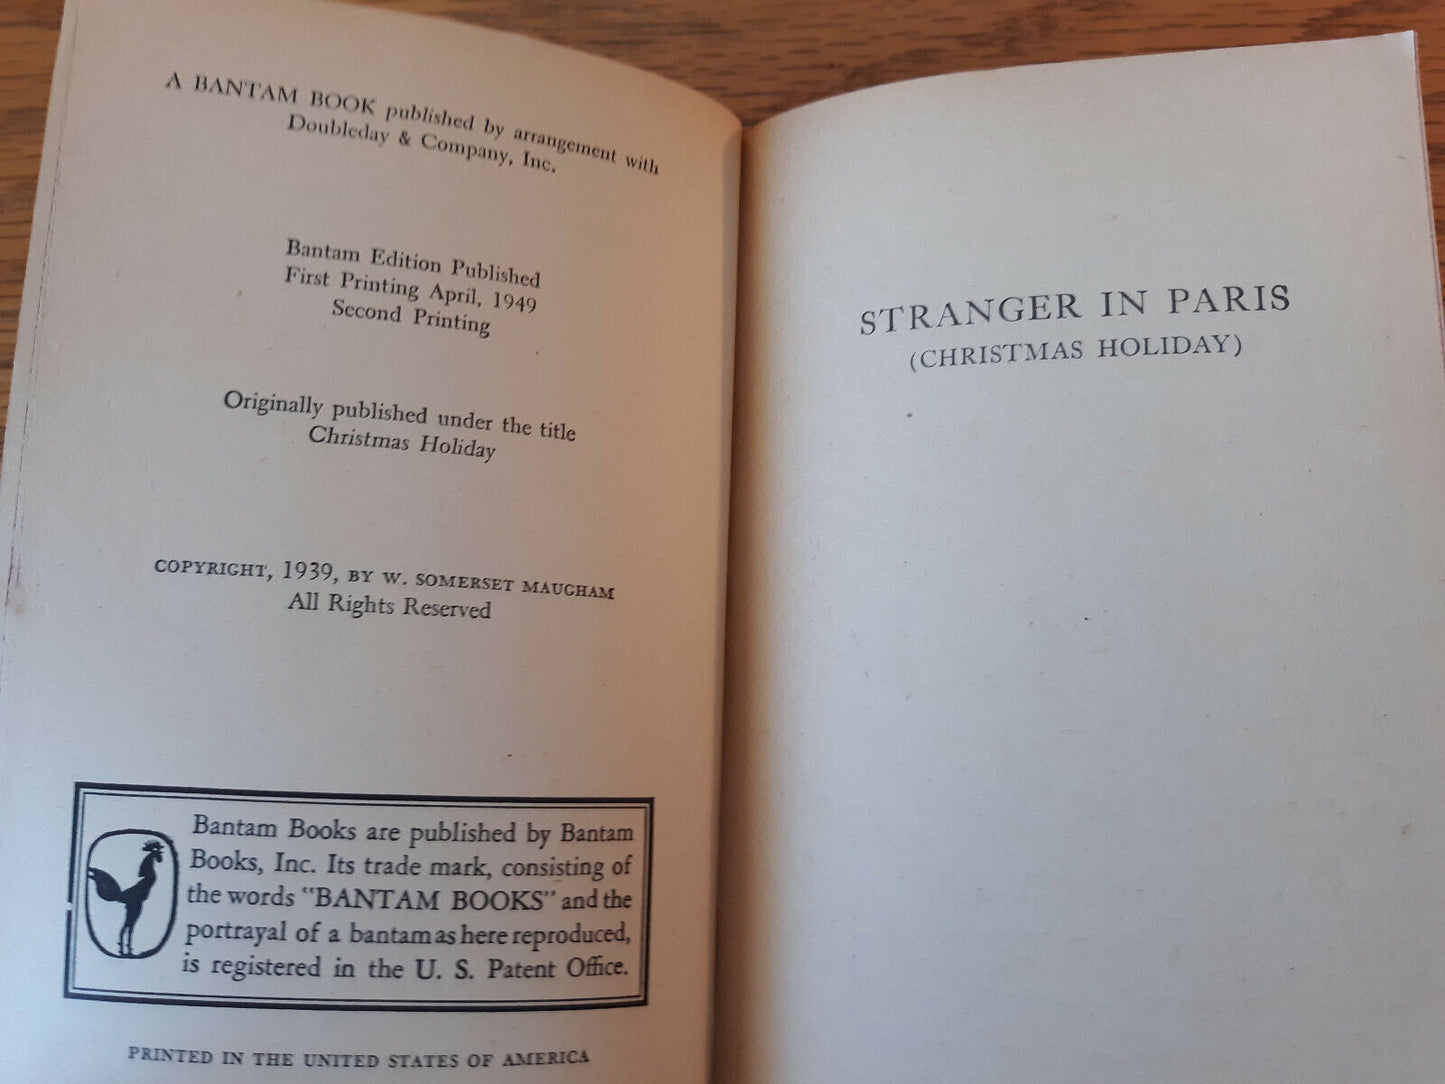 A BANTAM BOOK published by arrangement with
Doubleday & Company, Inc.
Bantam Edition Published
First Printing April, 1949
Second Printing
Originally published under the title
Christmas Holiday
COPYRIGHT, 1939, BY W. SOMERSET MAUGHAM
All Rights Reserved
Bantam Books are published by Bantam
Books, Inc. Its trade mark, consisting of
the words "BANTAM BOOKS" and the
portrayal of a bantam as here reproduced,
is registered in the U. S. Patent Office.
PRINTED IN THE UNITED STATES OF AMERICA
STRANGER IN PARIS
(CHRISTMAS HOLIDAY)